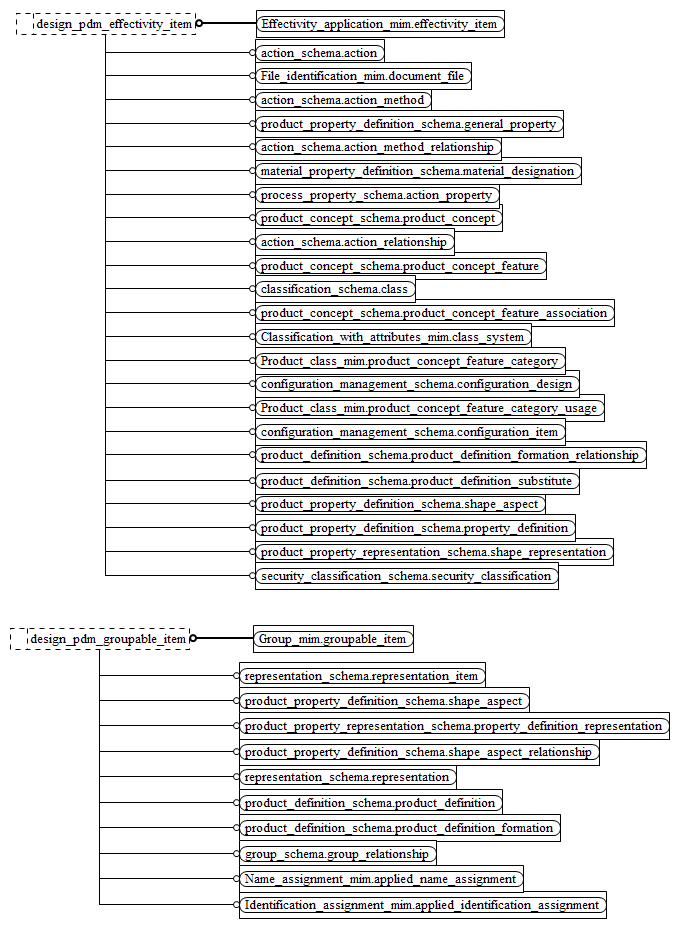 design_pdm_effectivity_item
Effectivity_application_mim.effectivity_item
action_schema.action
File_identification_mim.document_file
action_schema.action_method
product_property_definition_schema.general_property
action_schema.action_method_relationship
material_property_definition_schema.material_designation
process_property_schema.action_property
product_concept_schema.product_concept
action_schema.action_relationship
product_concept_schema.product_concept_feature
classification_schema.class
product_concept_schema.product_concept_feature_association
Classification_with_attributes_mim.class_system
Product_class_mim.product_concept_feature_category
configuration_management_schema.configuration_design
Product_class_mim.product_concept_feature_category_usage
configuration_management_schema.configuration_item
product_definition_schema.product_definition_formation_relationship
product_definition_schema.product_definition_substitute
product_property_definition_schema.shape_aspect
product_property_definition_schema.property_definition
product_property_representation_schema.shape_representation
security_classification_schema.security_classification
design_pdm_groupable_item
Group_mim.groupable_item
representation_schema.representation_item
product_property_definition_schema.shape_aspect
product_property_representation_schema.property_definition_representation
product_property_definition_schema.shape_aspect_relationship
representation_schema.representation
product_definition_schema.product_definition
product_definition_schema.product_definition_formation
group_schema.group_relationship
Name_assignment_mim.applied_name_assignment
Identification_assignment_mim.applied_identification_assignment